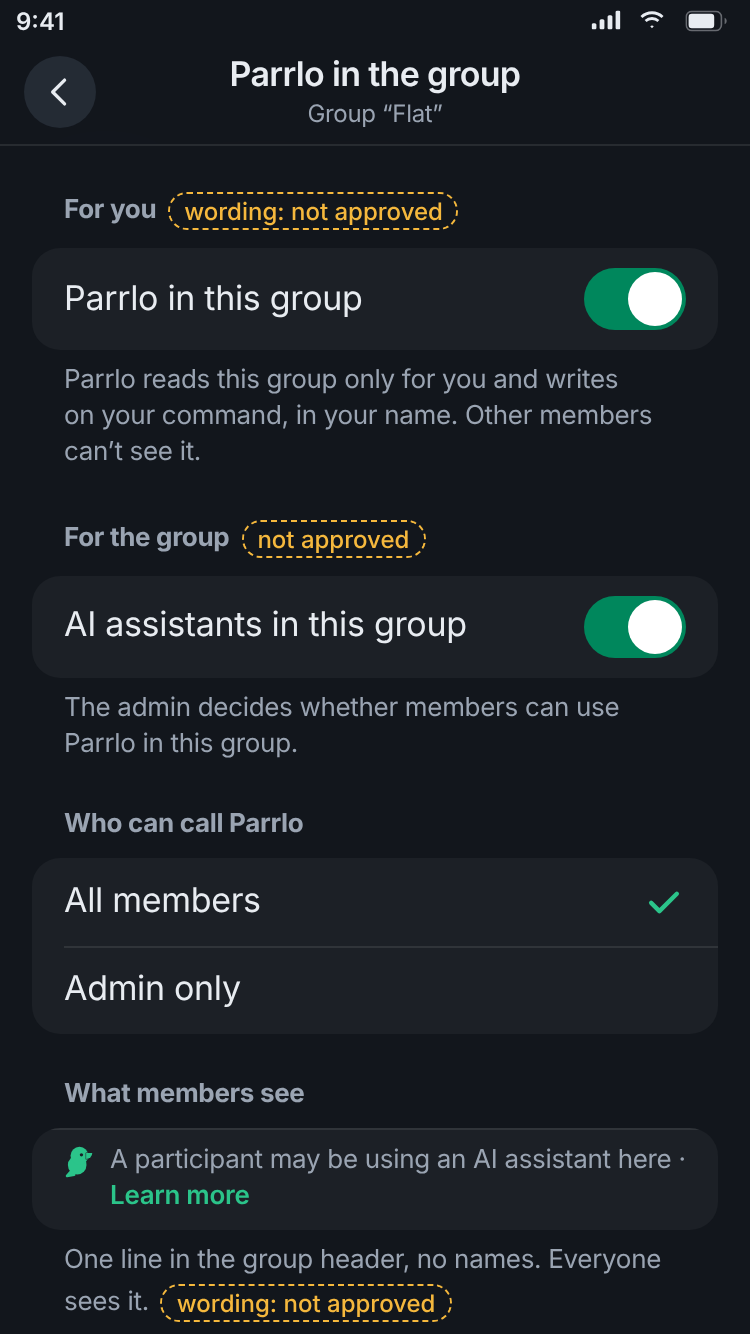 9:41
Parrlo in the group
Group “Flat”
For you wording: not approved
Parrlo in this group
Parrlo reads this group only for you and writes
on your command, in your name. Other members
can’t see it.
For the group not approved
AI assistants in this group
The admin decides whether members can use
Parrlo in this group.
Who can call Parrlo
All members
Admin only
What members see
A participant may be using an AI assistant here ·
Learn more
One line in the group header, no names. Everyone
sees it. wording: not approved